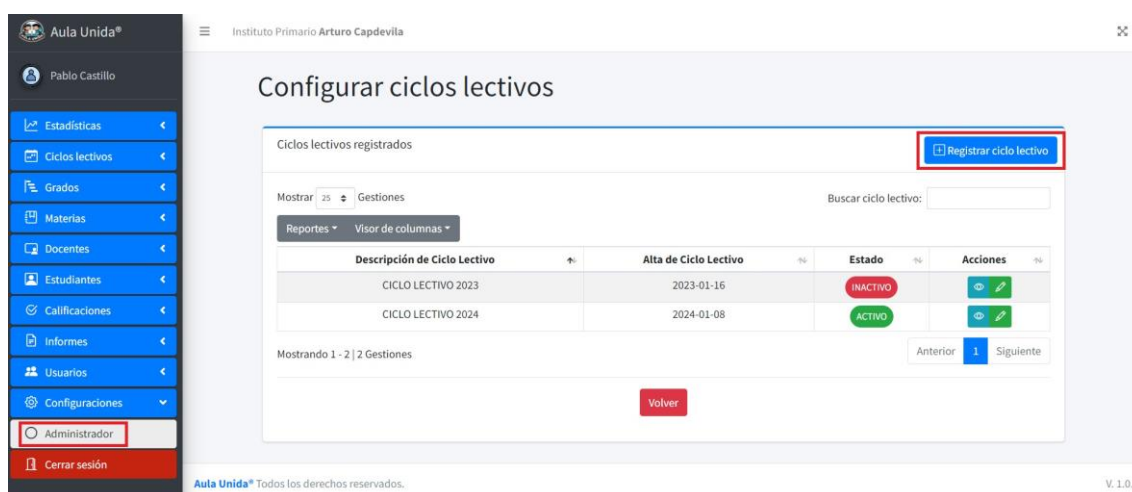 Aula Unida®
Instituto Primario Arturo Capdevila
Pablo Castillo
Estadísticas
Ciclos lectivos
Grados
Materias
Docentes
Estudiantes
Calificaciones
Informes
Usuarios
Configuraciones
Administrador
Cerrar sesión
Configurar ciclos lectivos
Ciclos lectivos registrados
Registrar ciclo lectivo
Mostrar 25 Gestiones
Buscar ciclo lectivo:
Reportes Visor de columnas
Descripción de Ciclo Lectivo Alta de Ciclo Lectivo Estado Acciones
CICLO LECTIVO 2023 2023-01-16 INACTIVO
CICLO LECTIVO 2024 2024-01-08 ACTIVO
Mostrando 1 - 2 | 2 Gestiones
Anterior 1 Siguiente
Volver
Aula Unida® Todos los derechos reservados.
V. 1.0.